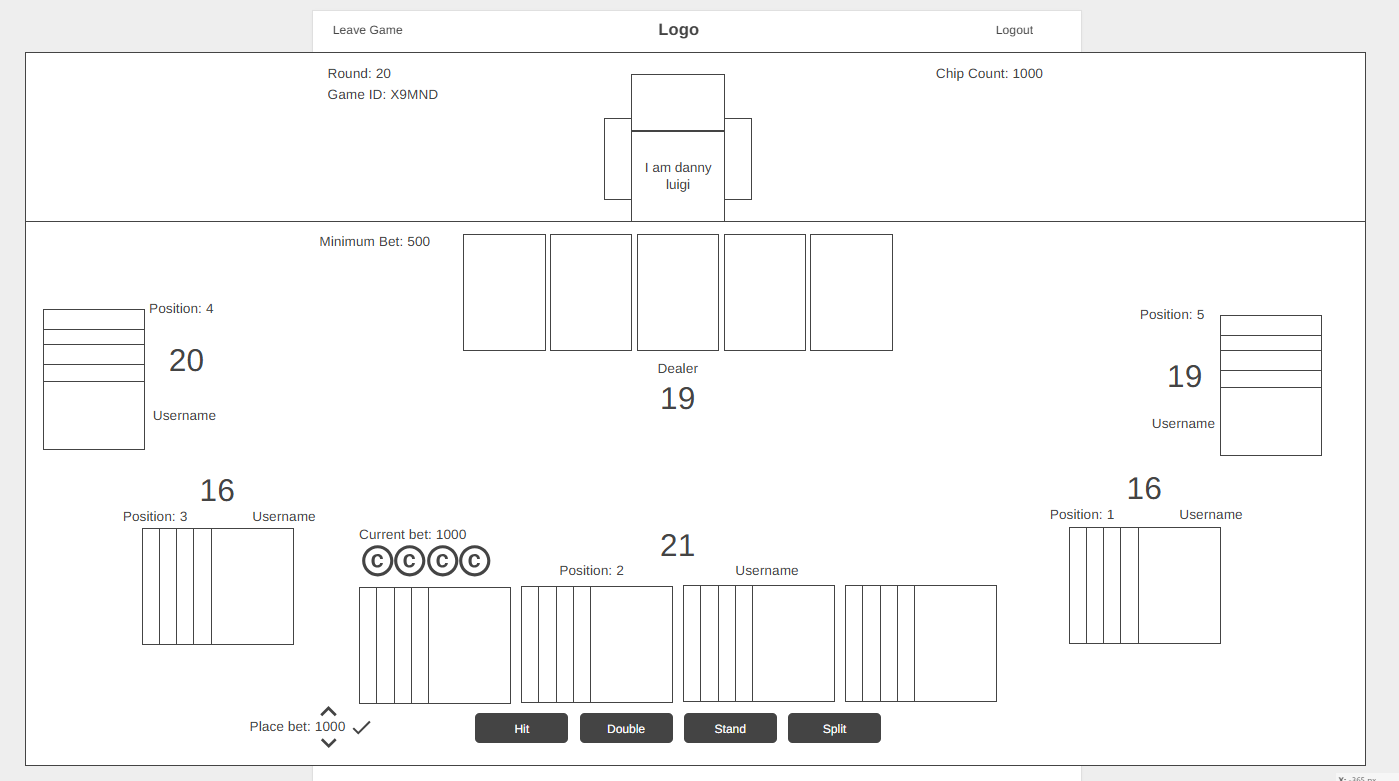 Leave Game
Logo
Logout
Round: 20
Chip Count: 1000
Game ID: X9MND
I am danny
luigi
Minimum Bet: 500
Position: 4
20
Username
Dealer
19
Position: 5
19
Username
16
Position: 3
Username
16
Position: 1
Username
Current bet: 1000
C C C C
21
Position: 2
Username
Place bet: 1000
Hit
Double
Stand
Split